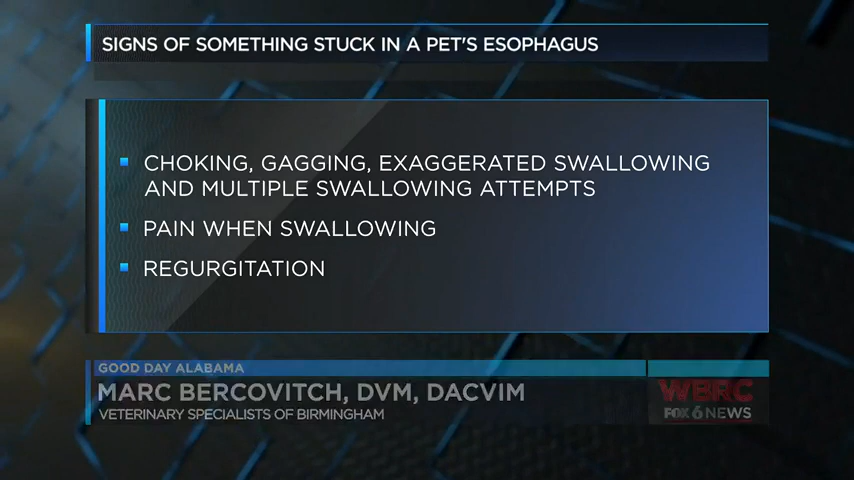 SIGNS OF SOMETHING STUCK IN A PET'S ESOPHAGUS
CHOKING, GAGGING, EXAGGERATED SWALLOWING
AND MULTIPLE SWALLOWING ATTEMPTS
PAIN WHEN SWALLOWING
REGURGITATION
GOOD DAY ALABAMA
MARC BERCOVITCH, DVM, DACVIM
VETERINARY SPECIALISTS OF BIRMINGHAM
WBRC
FOX 6 NEWS